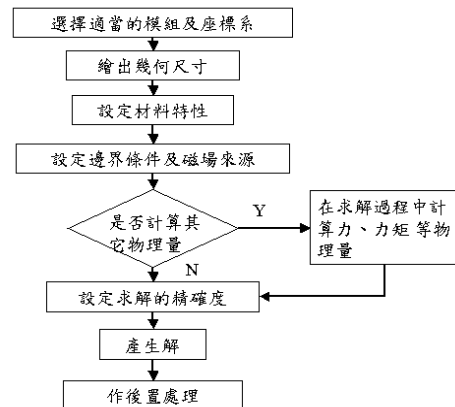 選擇適當的模組及座標系
繪出幾何尺寸
設定材料特性
設定邊界條件及磁場來源
是否計算其
它物理量
Y
在求解過程中計
算力、力矩 等物
理量
N
設定求解的精確度
產生解
作後置處理